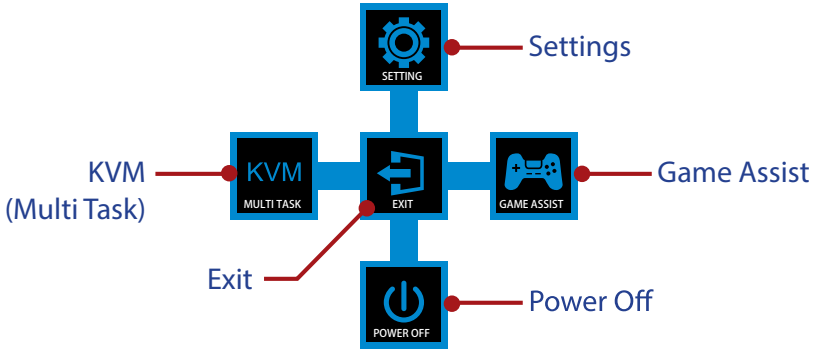 SETTING
Settings
KVM
(Multi Task)
KVM
MULTI TASK
EXIT
GAME ASSIST
Game Assist
Exit
POWER OFF
Power Off